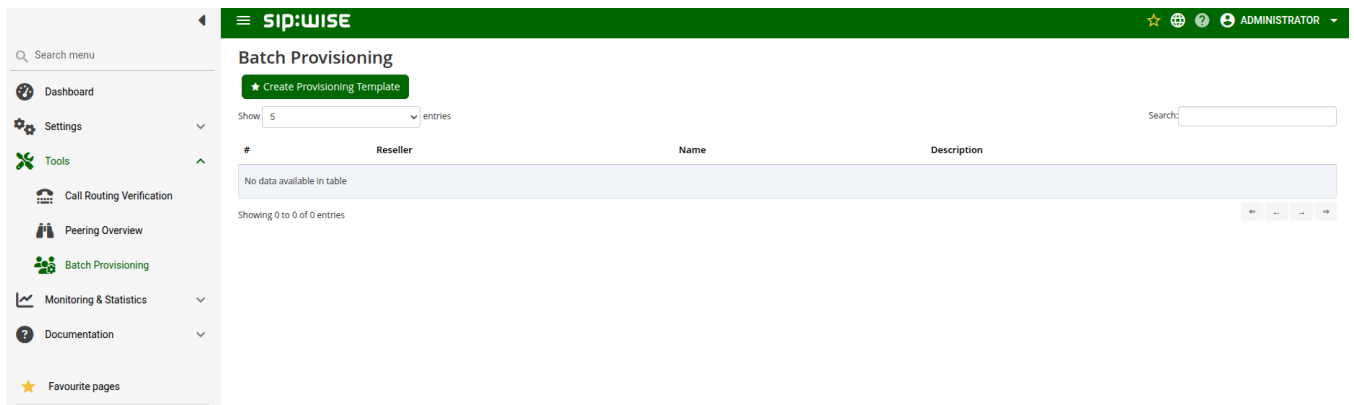 sip:wise
ADMINISTRATOR
Search menu
Dashboard
Settings
Tools
Call Routing Verification
Peering Overview
Batch Provisioning
Monitoring & Statistics
Documentation
Favourite pages
Batch Provisioning
★ Create Provisioning Template
Show 5 entries
Search:
# Reseller Name Description
No data available in table
Showing 0 to 0 of 0 entries
⇐ ← → ⇒